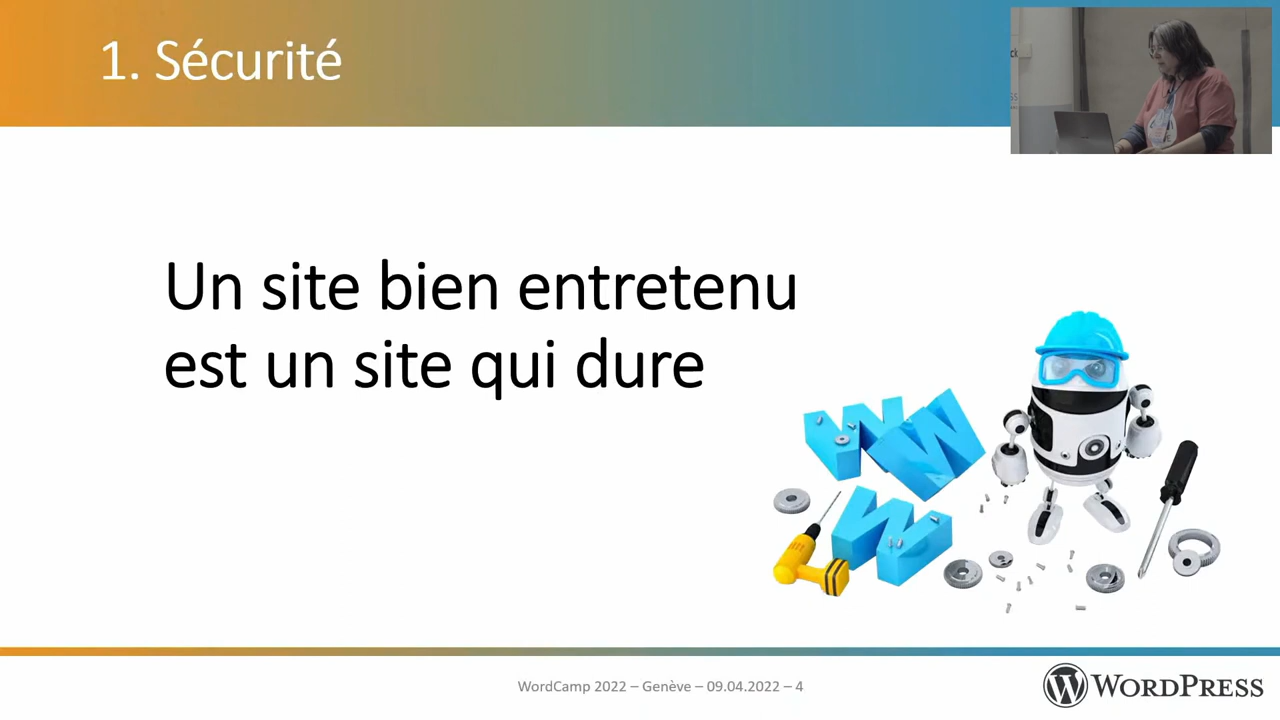 1. Sécurité
Un site bien entretenu
est un site qui dure
WordCamp 2022 – Genève – 09.04.2022 – 4
WORDPRESS